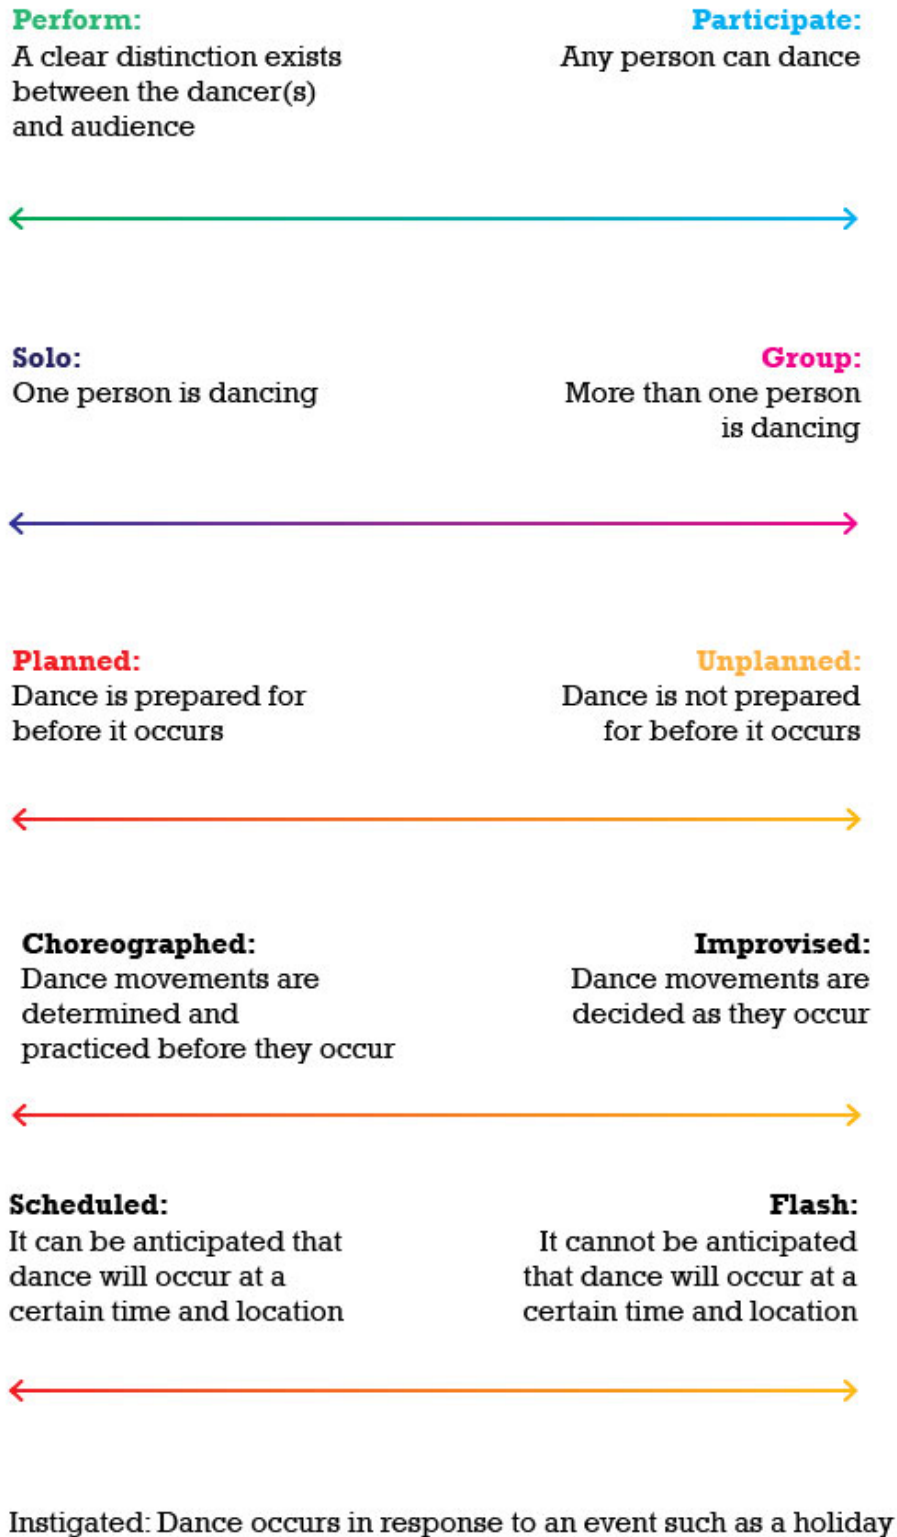 Perform:
A clear distinction exists
between the dancer(s)
and audience
Participate:
Any person can dance
Solo:
One person is dancing
Group:
More than one person
is dancing
Planned:
Dance is prepared for
before it occurs
Unplanned:
Dance is not prepared
for before it occurs
Choreographed:
Dance movements are
determined and
practiced before they occur
Improvised:
Dance movements are
decided as they occur
Scheduled:
It can be anticipated that
dance will occur at a
certain time and location
Flash:
It cannot be anticipated
that dance will occur at a
certain time and location
Instigated: Dance occurs in response to an event such as a holiday